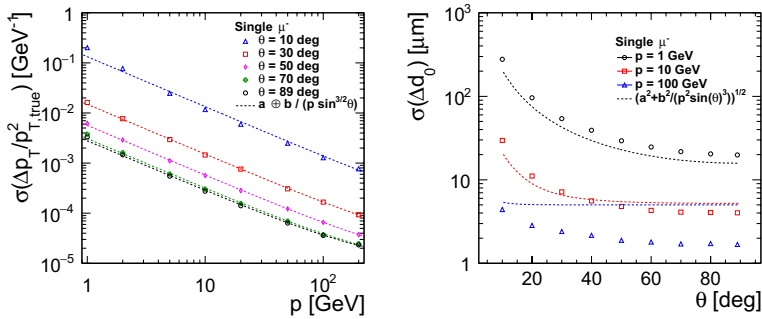 Single μ⁻
θ = 10 deg
θ = 30 deg
θ = 50 deg
θ = 70 deg
θ = 89 deg
a ⊕ b / (p sin^{3/2}θ)
σ(Δp_T/p²_{T,true}) [GeV⁻¹]
1
10⁻¹
10⁻²
10⁻³
10⁻⁴
10⁻⁵
1 10 10²
p [GeV]
Single μ⁻
p = 1 GeV
p = 10 GeV
p = 100 GeV
(a²+b²/(p²sin(θ)³))^{1/2}
σ(Δd₀) [μm]
10³
10²
10
1
20 40 60 80
θ [deg]